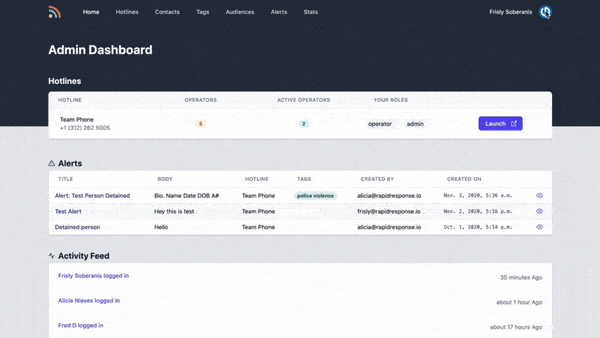 Home Hotlines Contacts Tags Audiences Alerts Stats Frisly Soberanis
Admin Dashboard
Hotlines
HOTLINE OPERATORS ACTIVE OPERATORS YOUR ROLES
Team Phone
+1 (312) 262 5005 5 2 operator admin Launch
Alerts
TITLE BODY HOTLINE TAGS CREATED BY CREATED ON
Alert: Test Person Detained Bio. Name Date DOB A# Team Phone police violence alicia@rapidresponse.io Nov. 3, 2020, 5:36 a.m.
Test Alert Hey this is test Team Phone frisly@rapidresponse.io Nov. 2, 2020, 5:16 p.m.
Detained person Hello Team Phone alicia@rapidresponse.io Oct. 1, 2020, 5:14 p.m.
Activity Feed
Frisly Soberanis logged in 35 minutes Ago
Alicia Nieves logged in about 1 hour Ago
Fred D logged in about 17 hours Ago